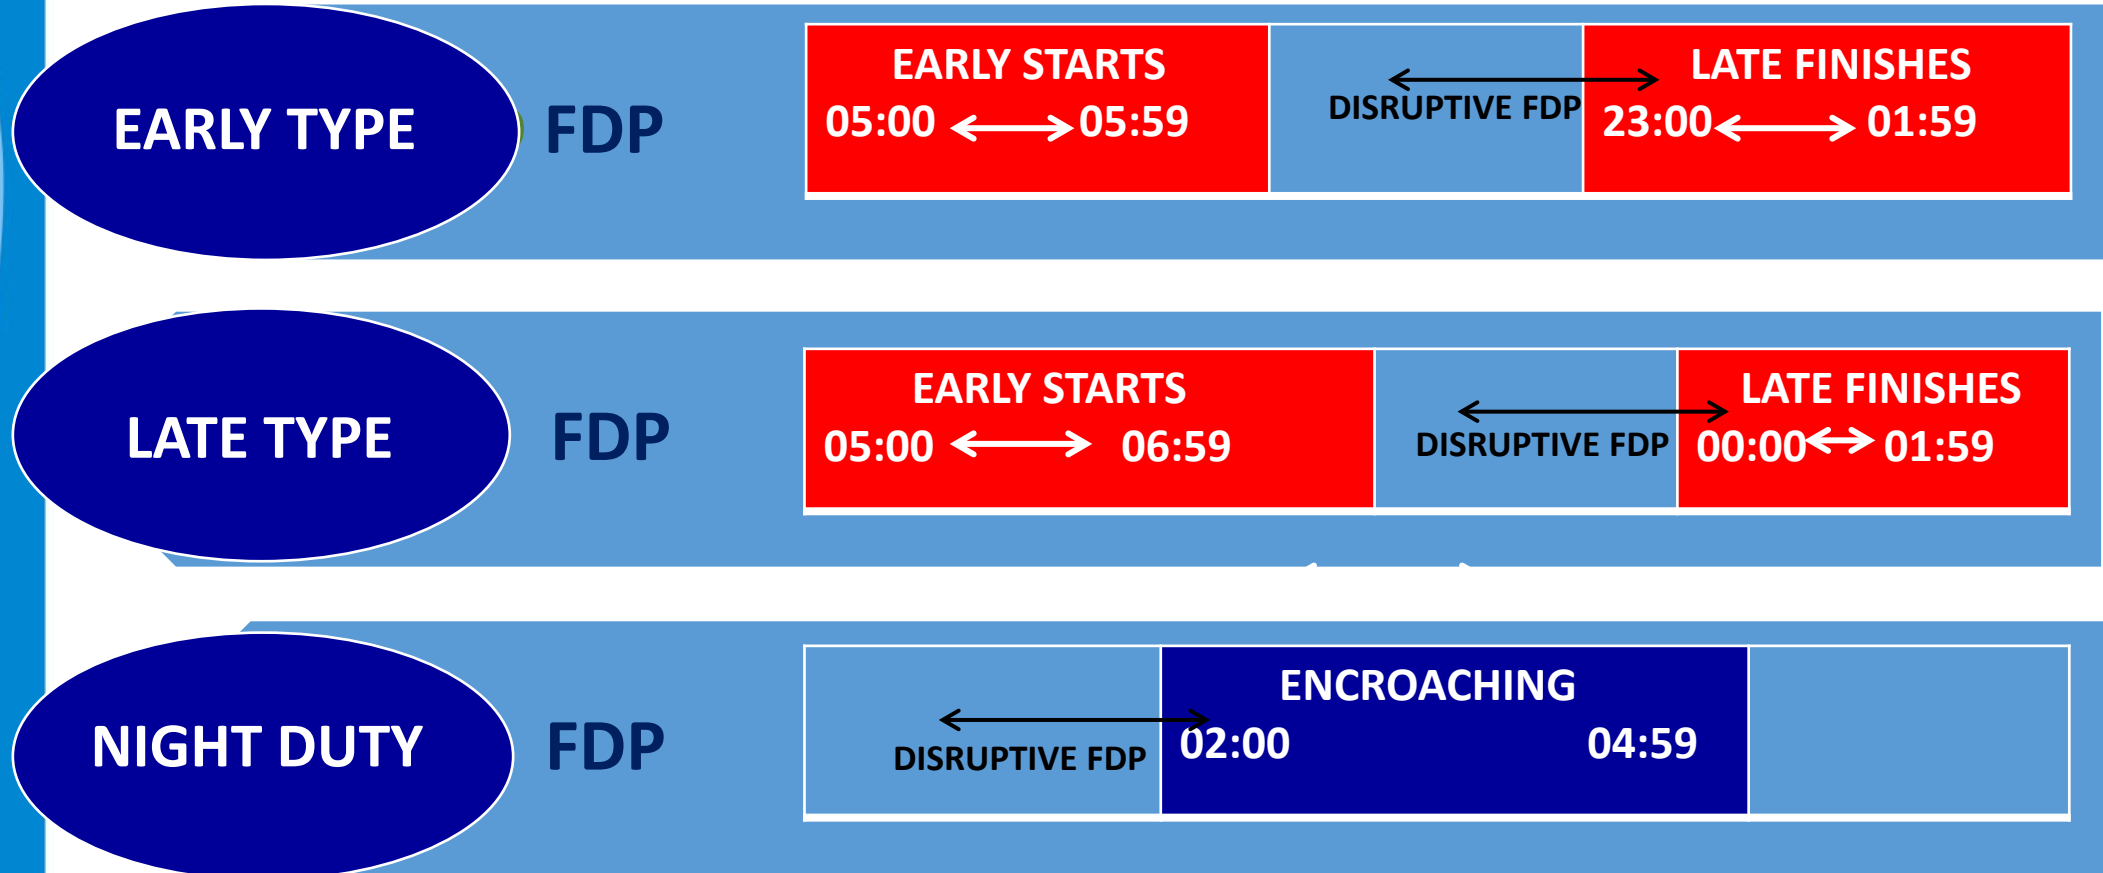 EARLY TYPE
FDP
EARLY STARTS
05:00 05:59
DISRUPTIVE FDP
LATE FINISHES
23:00 01:59
LATE TYPE
FDP
EARLY STARTS
05:00 06:59
DISRUPTIVE FDP
LATE FINISHES
00:00 01:59
NIGHT DUTY
FDP
DISRUPTIVE FDP
ENCROACHING
02:00 04:59